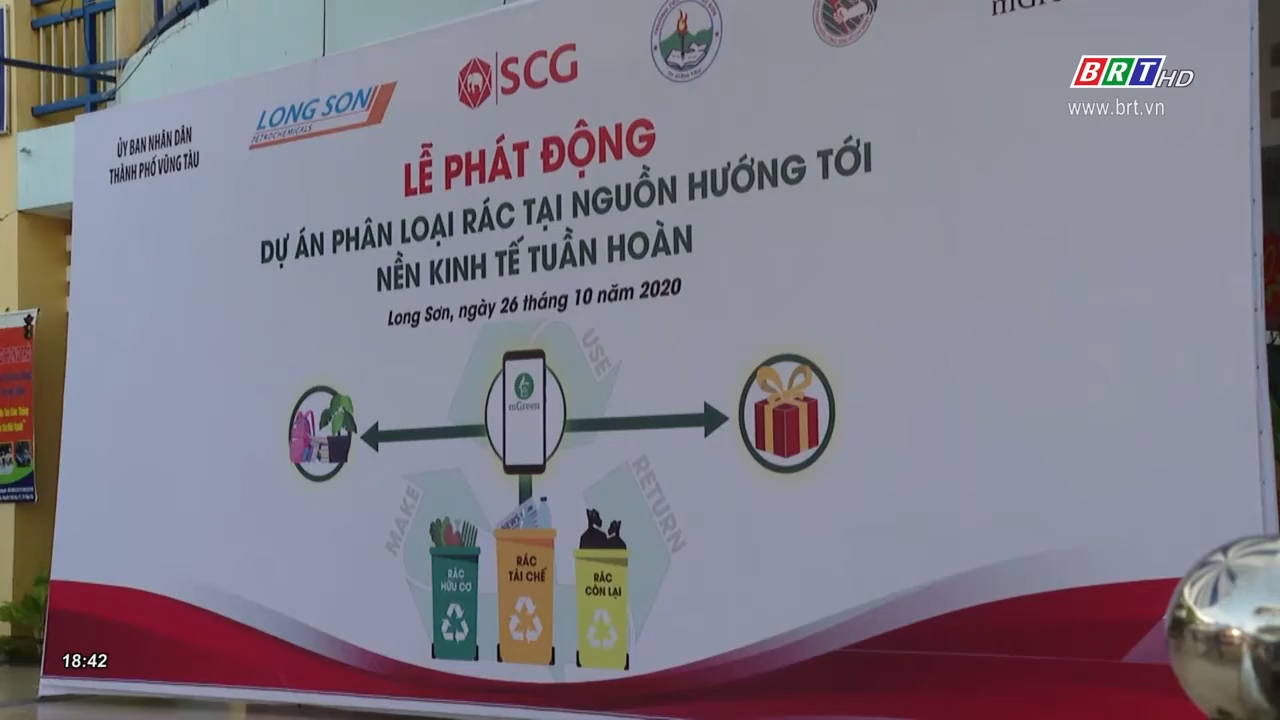 BRT HD
www.brt.vn
ỦY BAN NHÂN DÂN
THÀNH PHỐ VŨNG TÀU
LONG SON
PETROCHEMICALS
SCG
LỄ PHÁT ĐỘNG
DỰ ÁN PHÂN LOẠI RÁC TẠI NGUỒN HƯỚNG TỚI
NỀN KINH TẾ TUẦN HOÀN
Long Sơn, ngày 26 tháng 10 năm 2020
USE
mGreen
MAKE
RETURN
NEWS
RÁC
HỮU CƠ
RÁC
TÁI CHẾ
RÁC
CÒN LẠI
18:42